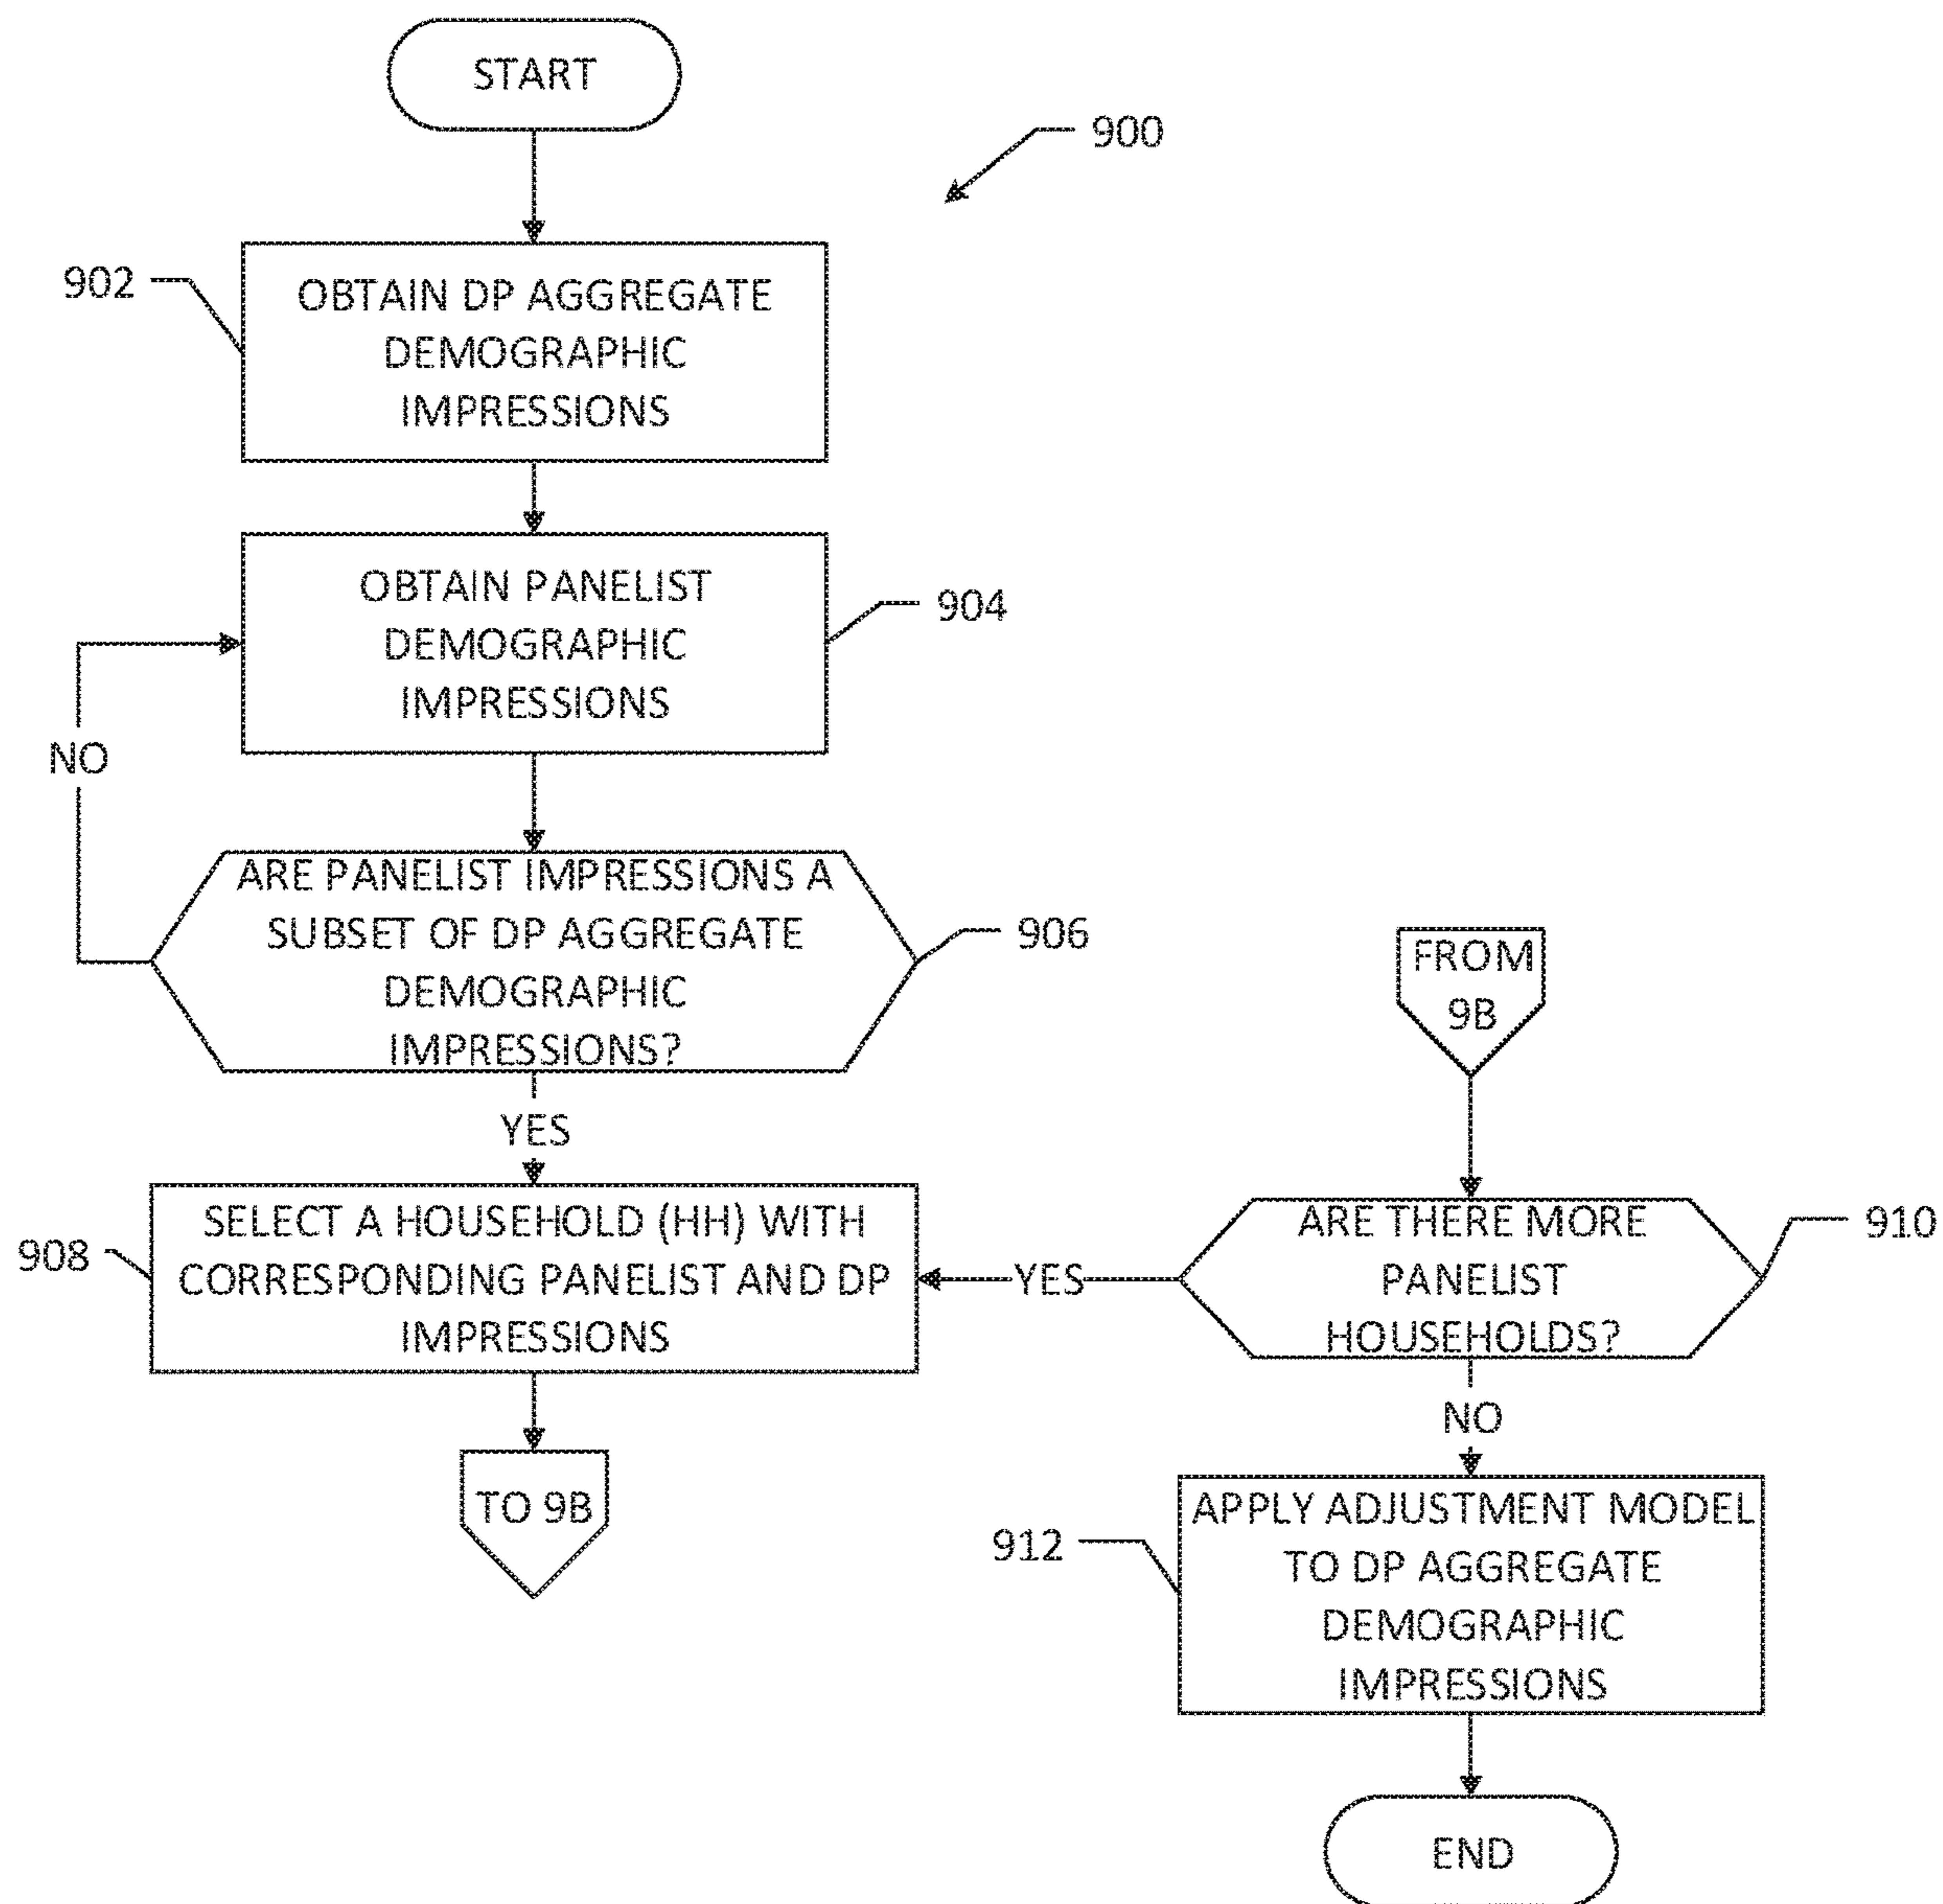 START
900
902
OBTAIN DP AGGREGATE
DEMOGRAPHIC
IMPRESSIONS
OBTAIN PANELIST
DEMOGRAPHIC
IMPRESSIONS
904
NO
ARE PANELIST IMPRESSIONS A
SUBSET OF DP AGGREGATE
DEMOGRAPHIC
IMPRESSIONS?
906
YES
908
SELECT A HOUSEHOLD (HH) WITH
CORRESPONDING PANELIST AND DP
IMPRESSIONS
TO 9B
FROM
9B
ARE THERE MORE
PANELIST
HOUSEHOLDS?
910
YES
NO
912
APPLY ADJUSTMENT MODEL
TO DP AGGREGATE
DEMOGRAPHIC
IMPRESSIONS
END